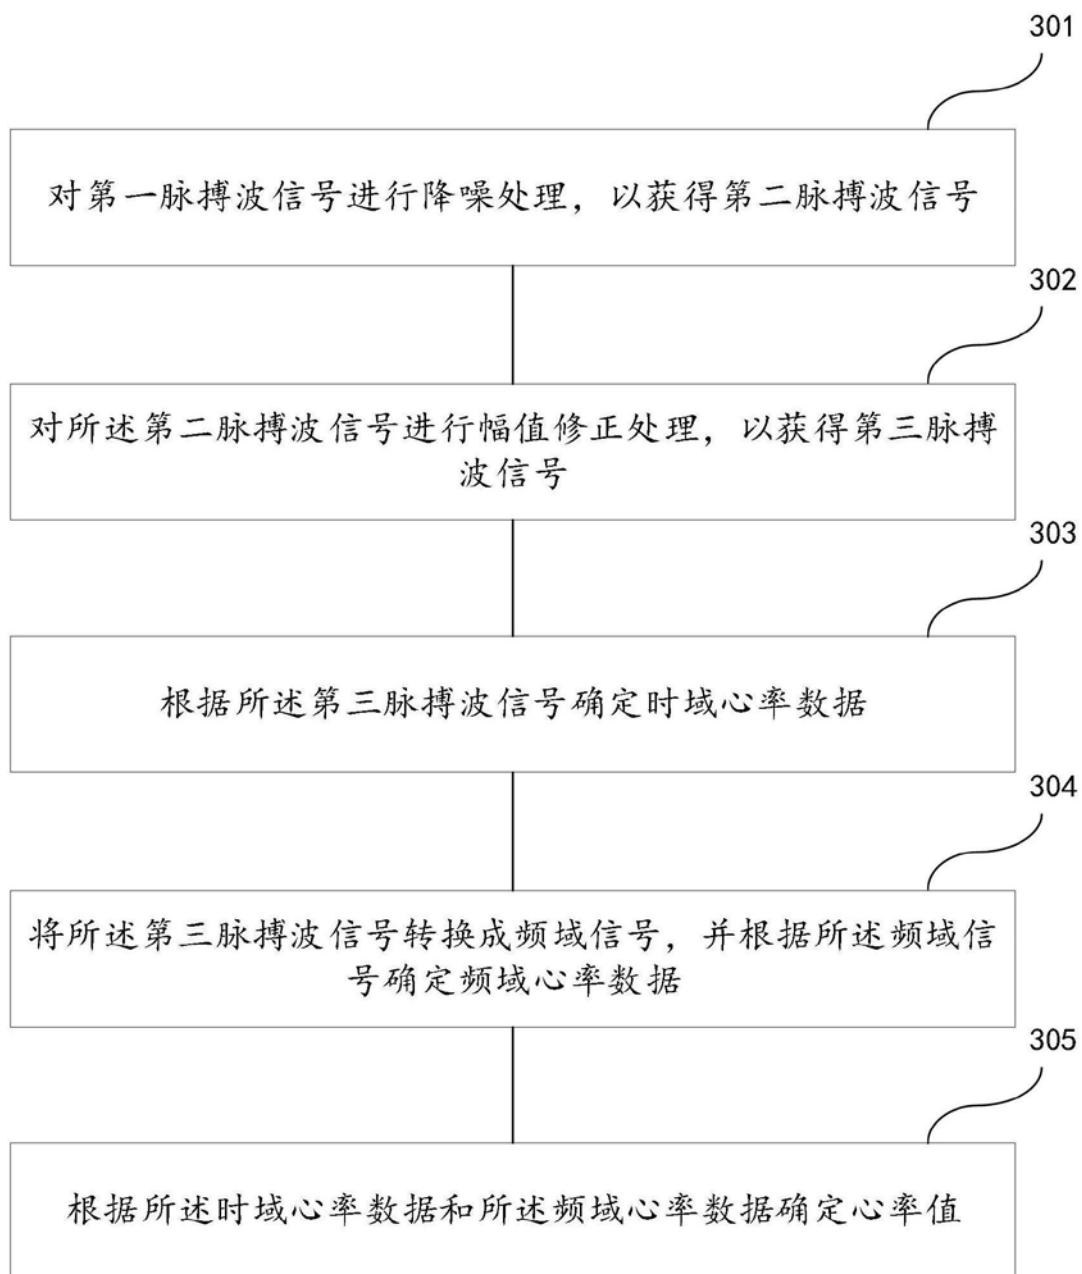 301
对第一脉搏波信号进行降噪处理，以获得第二脉搏波信号
302
对所述第二脉搏波信号进行幅值修正处理，以获得第三脉搏
波信号
303
根据所述第三脉搏波信号确定时域心率数据
304
将所述第三脉搏波信号转换成频域信号，并根据所述频域信
号确定频域心率数据
305
根据所述时域心率数据和所述频域心率数据确定心率值